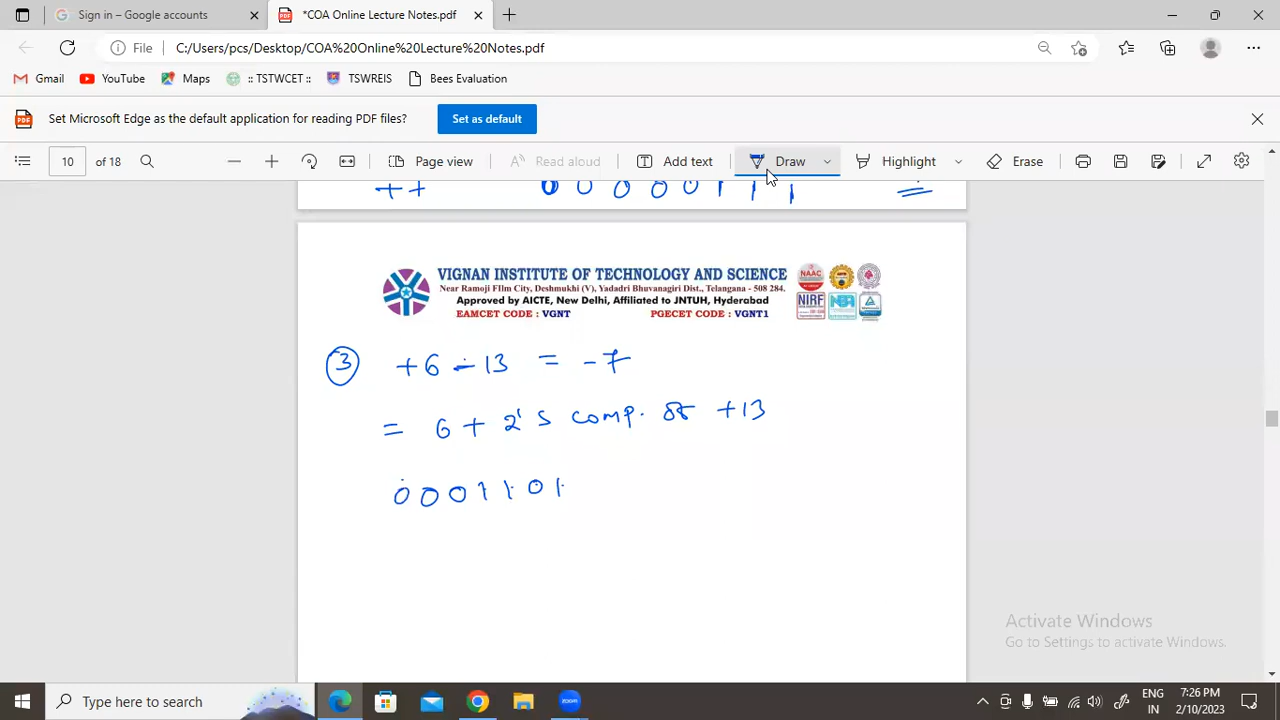 Sign in - Google accounts
*COA Online Lecture Notes.pdf
File C:/Users/pcs/Desktop/COA%20Online%20Lecture%20Notes.pdf
Gmail YouTube Maps :: TSTWCET :: TSWREIS Bees Evaluation
Set Microsoft Edge as the default application for reading PDF files? Set as default
10 of 18 Page view Read aloud Add text Draw Highlight Erase
VIGNAN INSTITUTE OF TECHNOLOGY AND SCIENCE
Near Ramoji FIlm City, Deshmukhi (V), Yadadri Bhuvanagiri Dist., Telangana - 508 284.
Approved by AICTE, New Delhi, Affiliated to JNTUH, Hyderabad
EAMCET CODE : VGNT PGECET CODE : VGNT1
NAAC
NIRF NBA
3 +6 - 13 = -7
= 6 + 2's comp. of +13
0001101
Activate Windows
Go to Settings to activate Windows.
Type here to search
zoom
ENG
IN
7:26 PM
2/10/2023